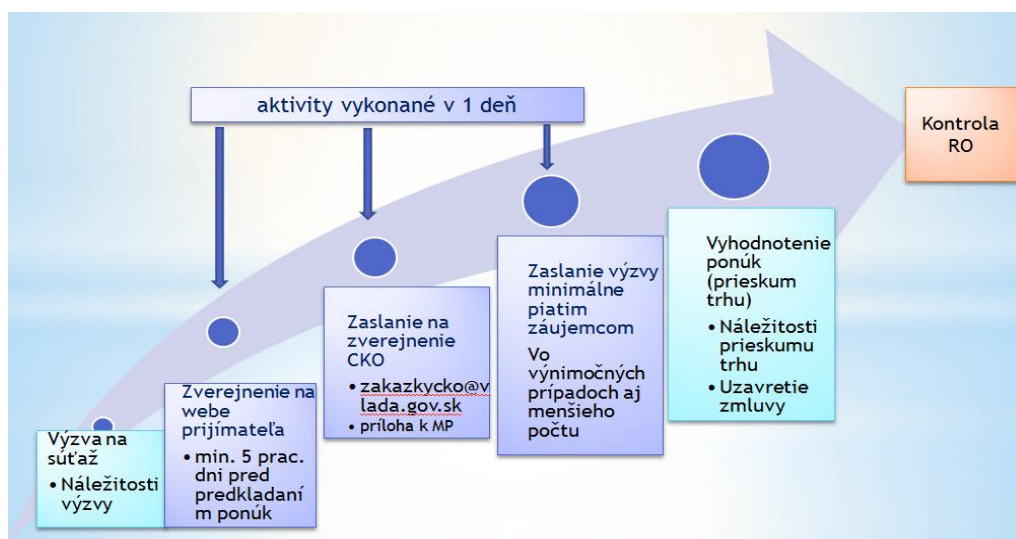 aktivity vykonané v 1 deň
Kontrola
RO
Výzva na
súťaž
• Náležitosti
výzvy
Zverejnenie na
webe
prijímateľa
• min. 5 prac.
dni pred
predkladaní
m ponúk
Zaslanie na
zverejnenie
CKO
• zakazkycko@v
lada.gov.sk
• príloha k MP
Zaslanie výzvy
minimálne
piatim
záujemcom
Vo
výnimočných
prípadoch aj
menšieho
počtu
Vyhodnotenie
ponúk
(prieskum
trhu)
• Náležitosti
prieskumu
trhu
• Uzavretie
zmluvy